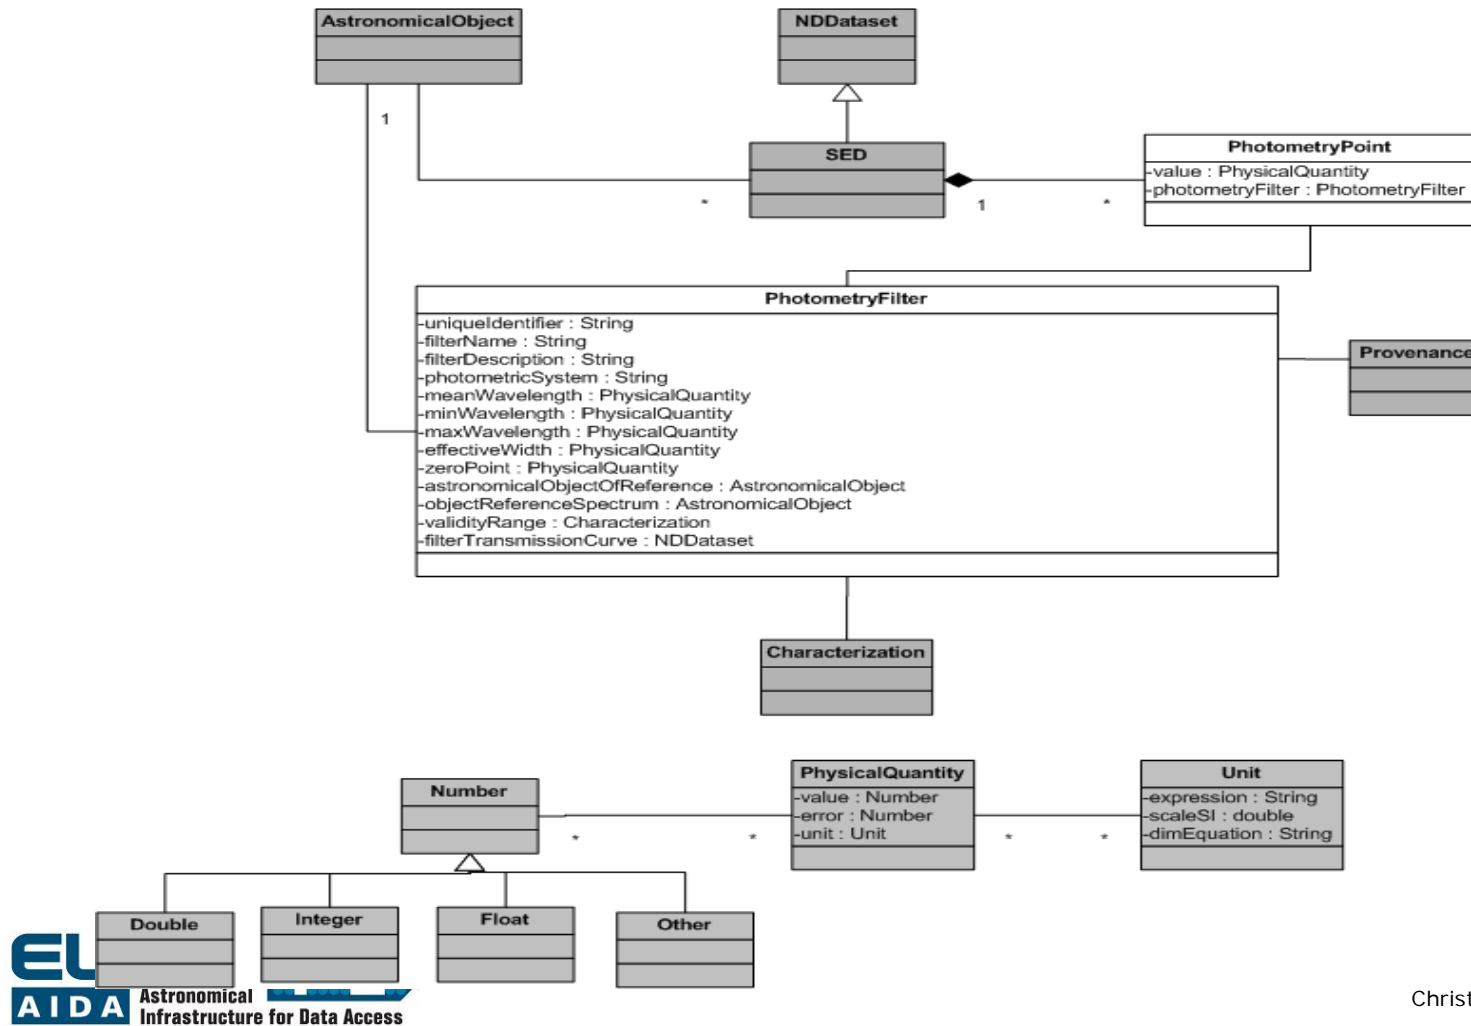 AstronomicalObject
NDDataset
1
SED
PhotometryPoint
-value : PhysicalQuantity
-photometryFilter : PhotometryFilter
*
1
*
PhotometryFilter
-uniqueIdentifier : String
-filterName : String
-filterDescription : String
-photometricSystem : String
-meanWavelength : PhysicalQuantity
-minWavelength : PhysicalQuantity
-maxWavelength : PhysicalQuantity
-effectiveWidth : PhysicalQuantity
-zeroPoint : PhysicalQuantity
-astronomicalObjectOfReference : AstronomicalObject
-objectReferenceSpectrum : AstronomicalObject
-validityRange : Characterization
-filterTransmissionCurve : NDDataset
Provenance
Characterization
Number
PhysicalQuantity
-value : Number
-error : Number
-unit : Unit
Unit
-expression : String
-scaleSI : double
-dimEquation : String
*
*
*
*
Double
Integer
Float
Other
AIDA
Astronomical
Infrastructure for Data Access
Christ